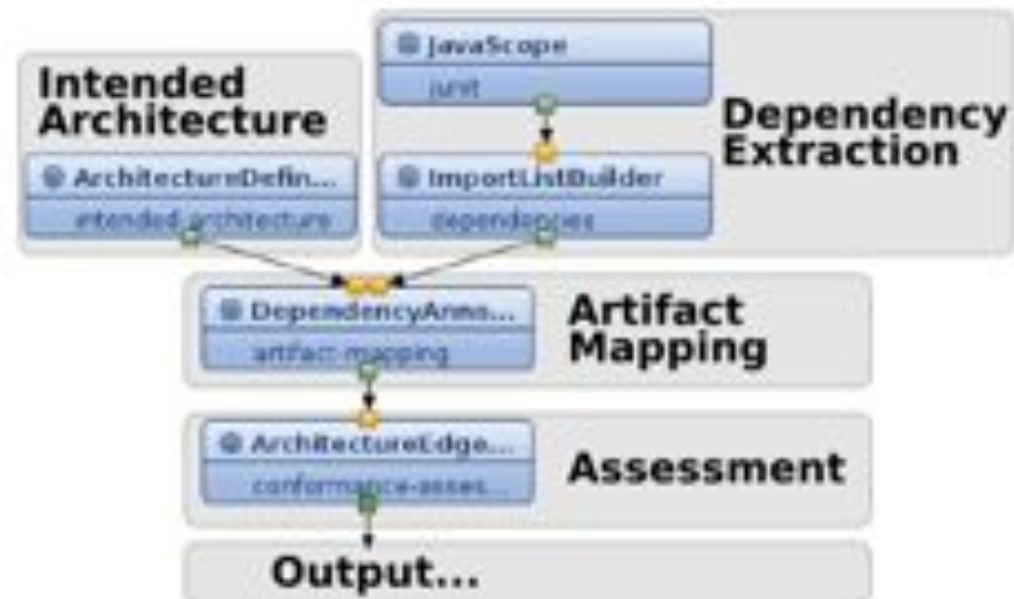 Intended
Architecture
ArchitectureDefin...
intended-architecture
JavaScope
junit
ImportListBuilder
dependencies
Dependency
Extraction
DependencyAnno...
artifact-mapping
Artifact
Mapping
ArchitectureEdge...
conformance-asses...
Assessment
Output...